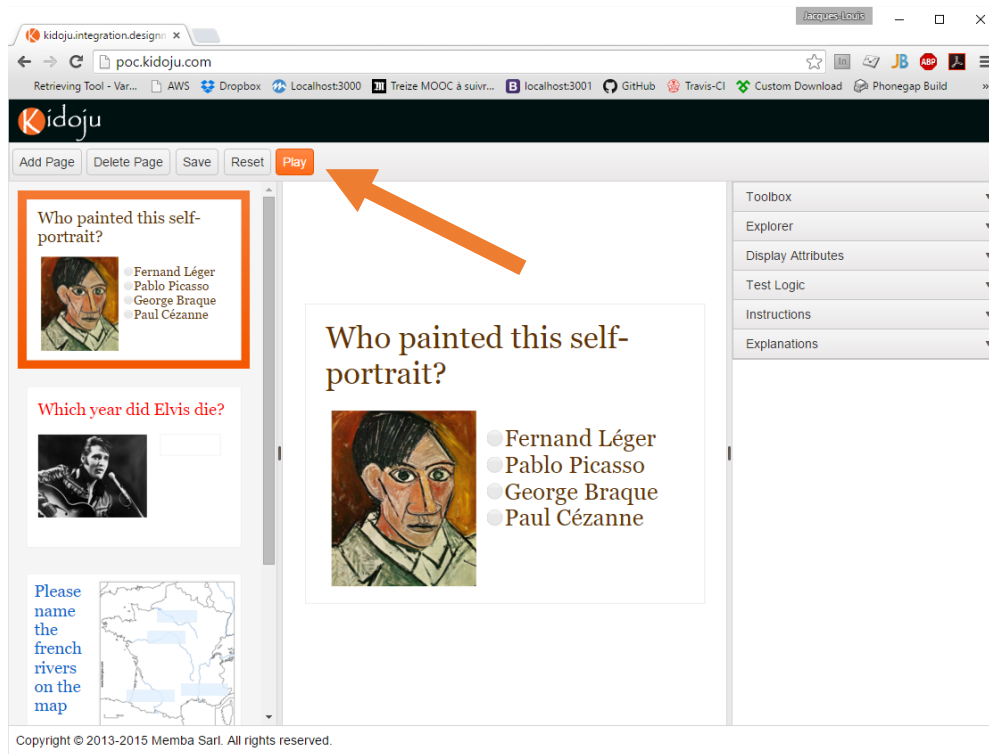 Jacques-Louis
kidoju.integration.designn
poc.kidoju.com
Retrieving Tool - Var... AWS Dropbox Localhost:3000 Treize MOOC à suivr... localhost:3001 GitHub Travis-CI Custom Download Phonegap Build »
Kidoju
Add Page Delete Page Save Reset Play
Who painted this self-
portrait?
Fernand Léger
Pablo Picasso
George Braque
Paul Cézanne
Which year did Elvis die?
Please
name
the
french
rivers
on the
map
Who painted this self-
portrait?
Fernand Léger
Pablo Picasso
George Braque
Paul Cézanne
Toolbox
Explorer
Display Attributes
Test Logic
Instructions
Explanations
Copyright © 2013-2015 Memba Sarl. All rights reserved.